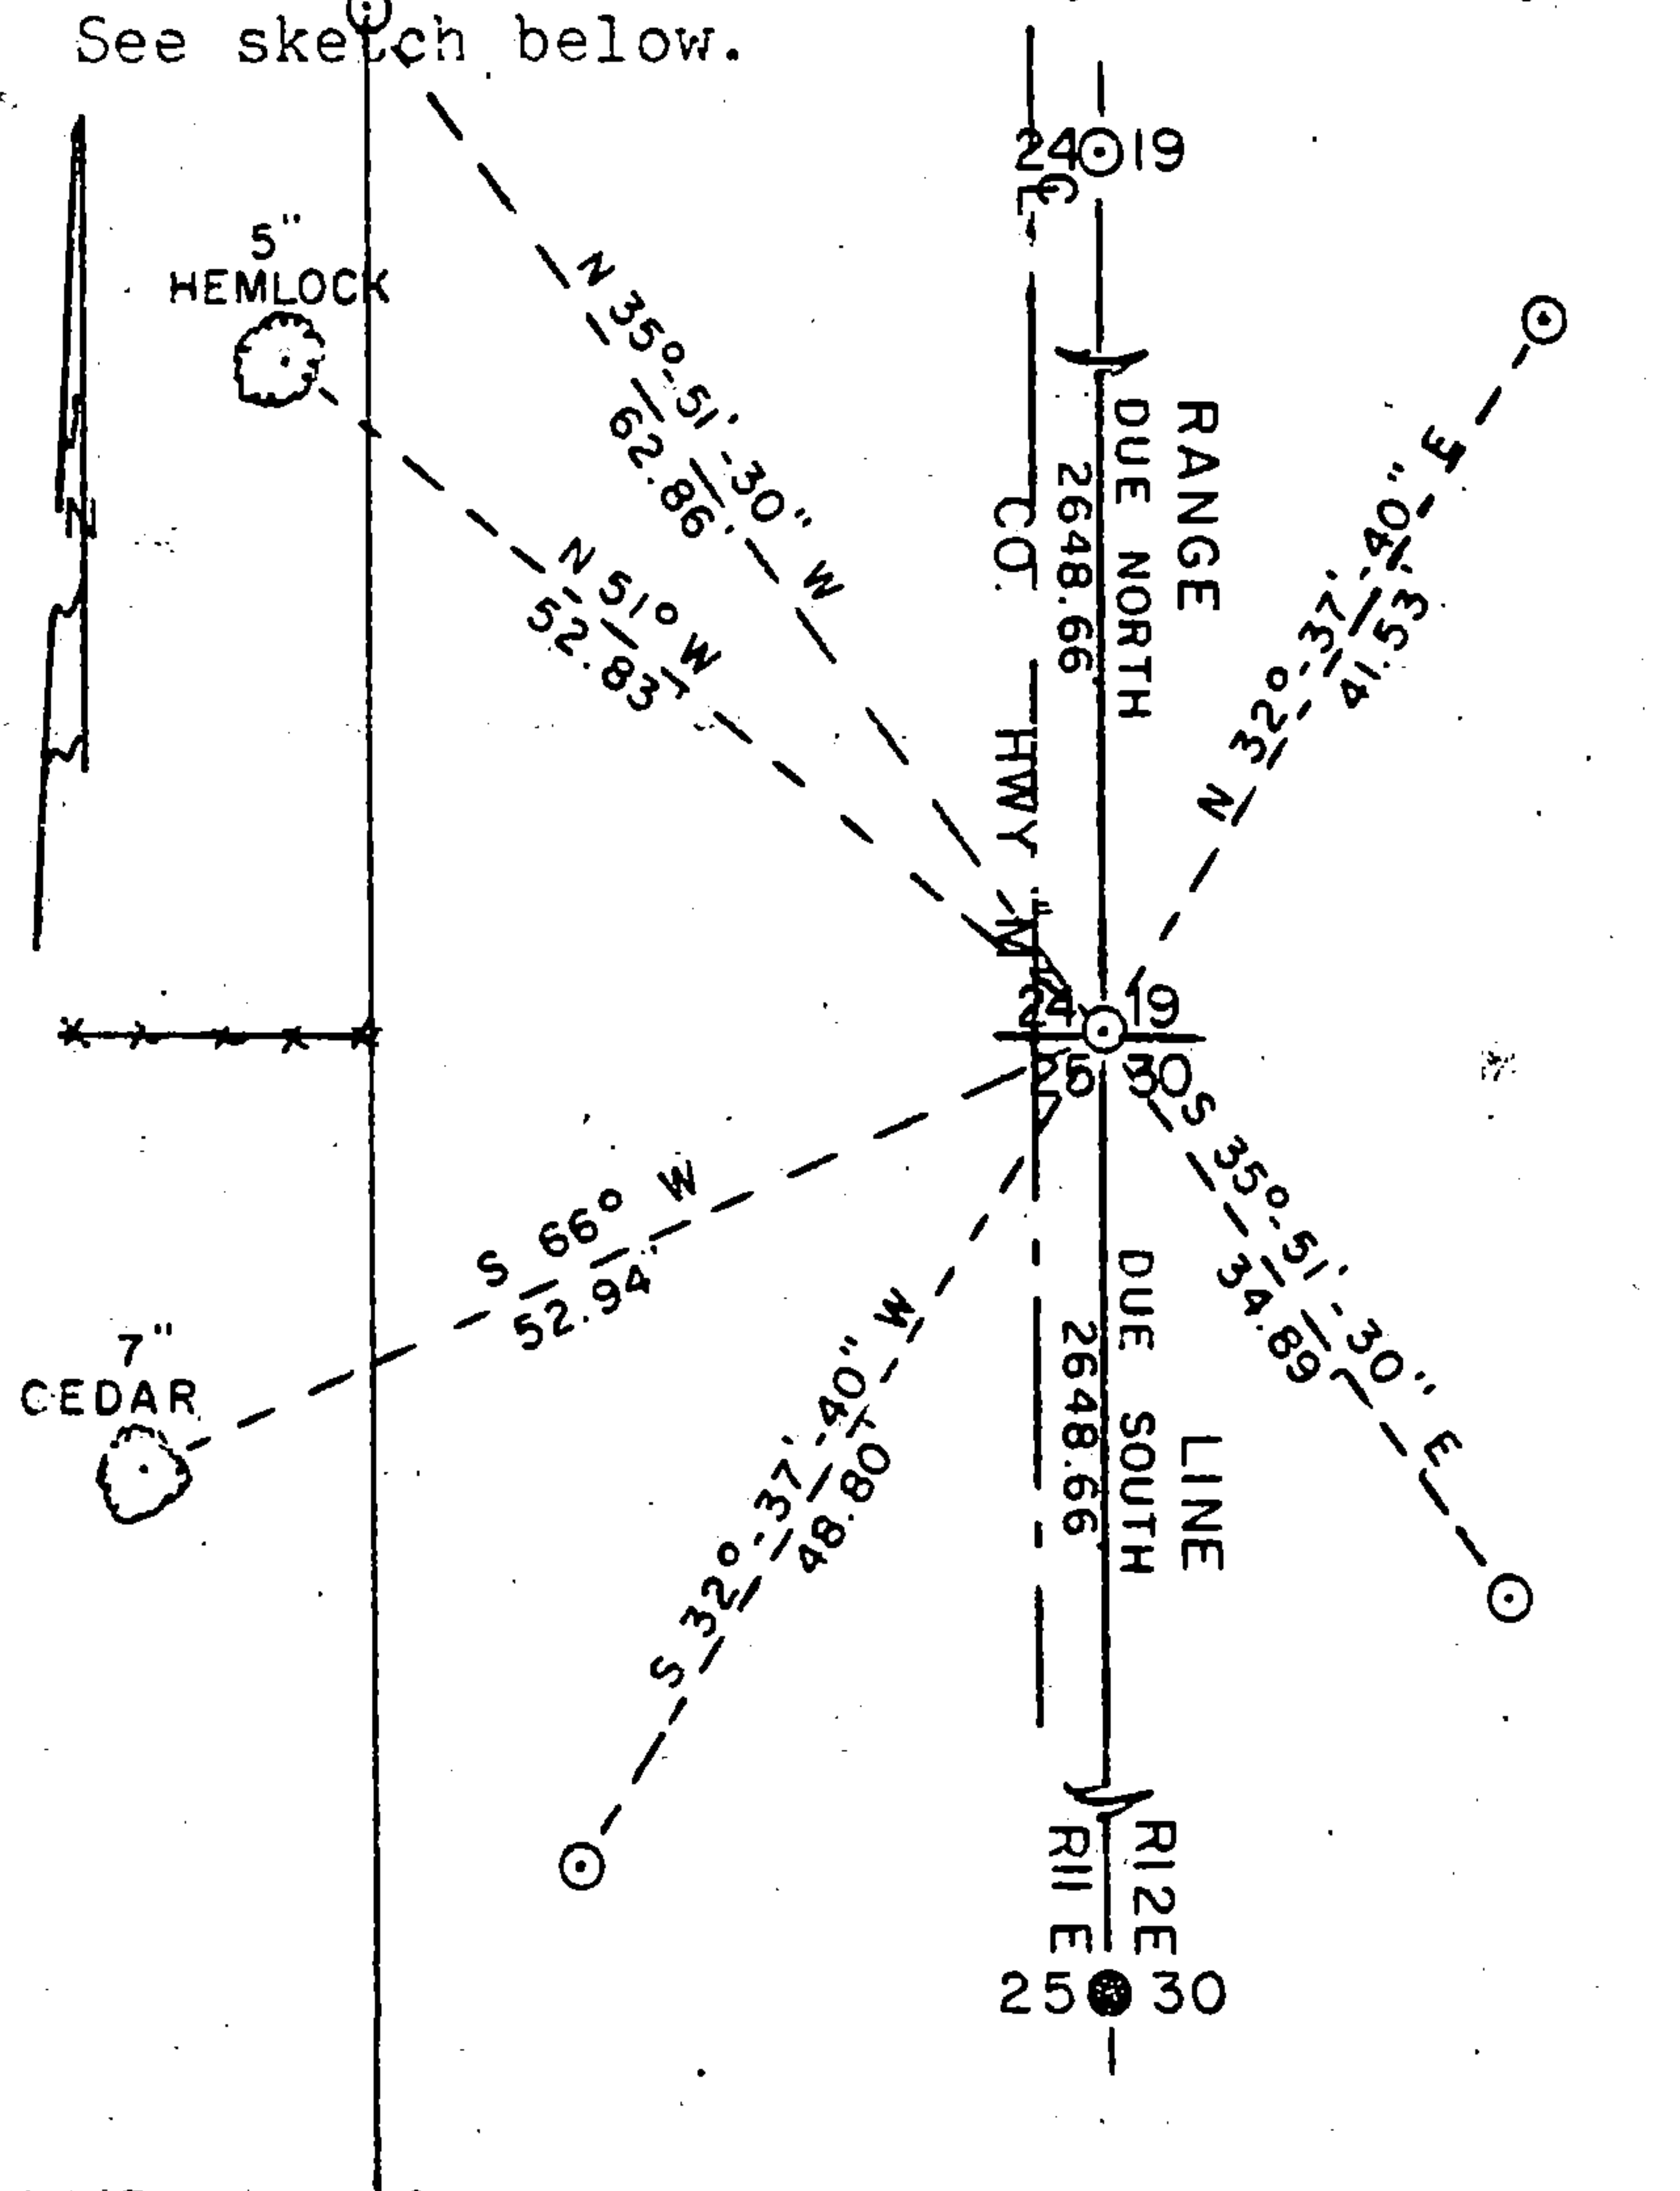 See sketch below.
24 19
℄
5"
HEMLOCK
N 35°-51'-30" W
62.86'
N 51° W
52.83'
CO. HWY "M"
RANGE LINE
DUE NORTH
2648.66'
N 32°-37'-40" E
41.53'
N
24 19
25 30
S 66° W
52.94"
7"
CEDAR
S 32°-37'-40" W
48.80
S 35°-51'-30" E
34.89'
DUE SOUTH
2648.66'
R11E
R12E
25 30